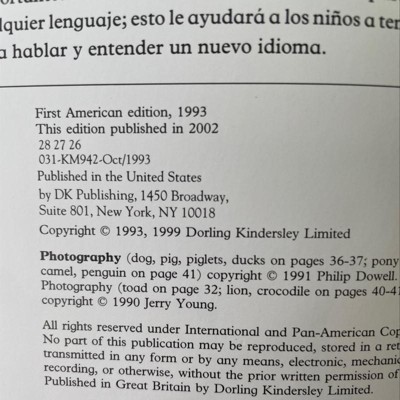 lquier lenguaje; esto le ayudará a los niños a ter
a hablar y entender un nuevo idioma.
First American edition, 1993
This edition published in 2002
28 27 26
031-KM942-Oct/1993
Published in the United States
by DK Publishing, 1450 Broadway,
Suite 801, New York, NY 10018
Copyright © 1993, 1999 Dorling Kindersley Limited
Photography (dog, pig, piglets, ducks on pages 36-37; pony
camel, penguin on page 41) copyright © 1991 Philip Dowell.
Photography (toad on page 32; lion, crocodile on pages 40-41
copyright © 1990 Jerry Young.
All rights reserved under International and Pan-American Cop
No part of this publication may be reproduced, stored in a ret
transmitted in any form or by any means, electronic, mechanic
recording, or otherwise, without the prior written permission of
Published in Great Britain by Dorling Kindersley Limited.